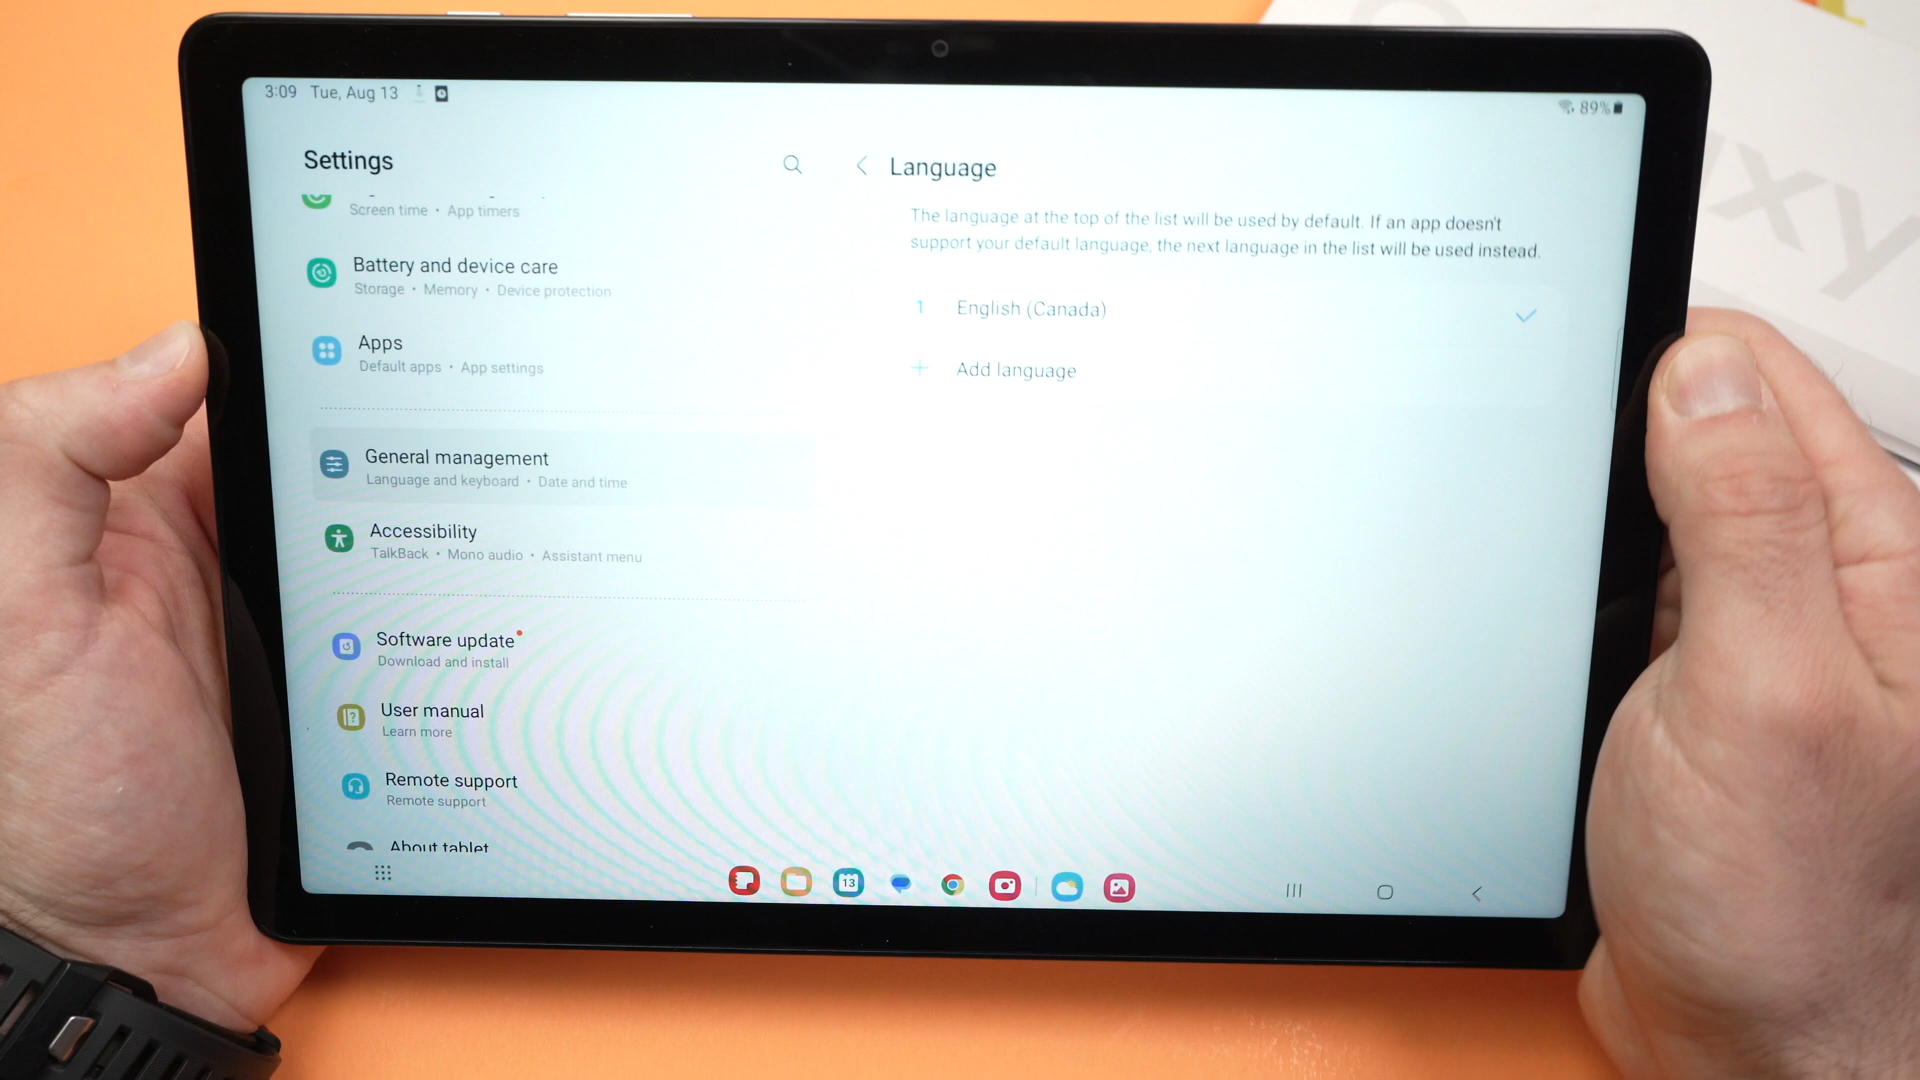 3:09 Tue, Aug 13
89%
Settings
Screen time • App timers
Battery and device care
Storage • Memory • Device protection
Apps
Default apps • App settings
General management
Language and keyboard • Date and time
Accessibility
TalkBack • Mono audio • Assistant menu
Software update
Download and install
User manual
Learn more
Remote support
Remote support
About tablet
Language
The language at the top of the list will be used by default. If an app doesn't
support your default language, the next language in the list will be used instead.
1 English (Canada)
+ Add language
13
xy